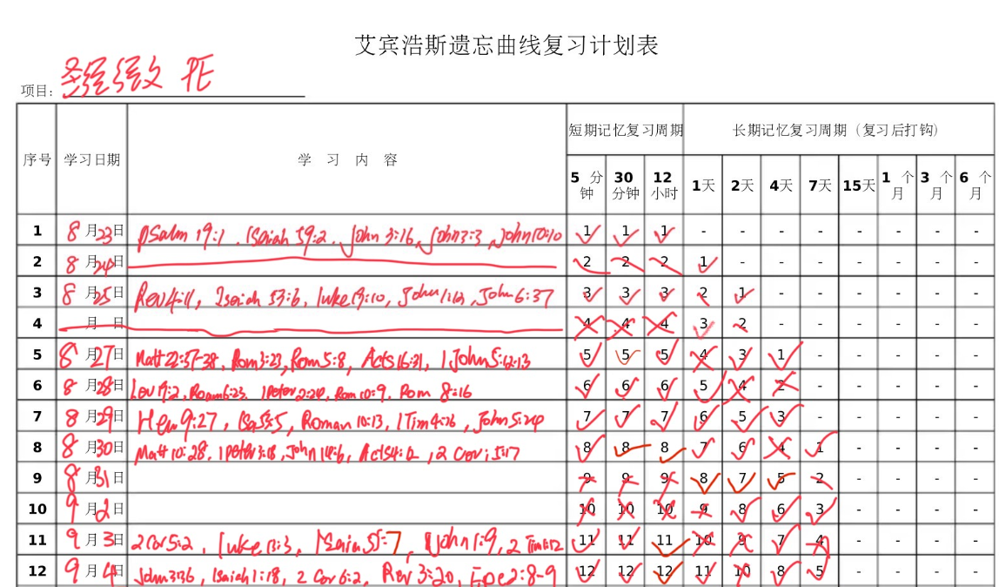 艾宾浩斯遗忘曲线复习计划表
项目: 圣经
序号 学习日期 学 习 内 容 短期记忆复习周期 长期记忆复习周期（复习后打钩）
5 分钟 30 分钟 12 小时 1天 2天 4天 7天 15天 1 个月 3 个月 6 个月
1 8月23日 Psalm 19:1, Isaiah 59:2, John 3:16, John 3:3, John 10:10 1 1 1 - - - - - - - -
2 8月24日 2 2 2 1 - - - - - - -
3 8月25日 Rev 4:11, Isaiah 53:6, Luke 19:10, John 1:12, John 6:37 3 3 3 2 1 - - - - - -
4 月 日 4 4 4 3 2 - - - - - -
5 8月27日 Matt 22:37-38, Rom 3:23, Rom 5:8, Acts 16:31, 1 John 5:12-13 5 5 5 4 3 1 - - - - -
6 8月28日 Lev 19:2, Roam 6:23, 1 Peter 2:24, Rom 10:9, Rom 8:16 6 6 6 5 4 2 - - - - -
7 8月29日 Hew 9:27, Isa 53:5, Roman 10:13, 1 Tim 4:16, John 5:24 7 7 7 6 5 3 - - - - -
8 8月30日 Matt 10:28, 1 Peter 3:18, John 14:6, Acts 4:12, 2 Cor 5:17 8 8 8 7 6 4 1 - - - -
9 8月31日 9 9 9 8 7 5 2 - - - -
10 9月2日 10 10 10 9 8 6 3 - - - -
11 9月3日 2 Cor 5:2, Luke 13:3, Isaia 55:7, 1 John 1:9, 2 Tim 1:12 11 11 11 10 9 7 4 - - - -
12 9月4日 John 3:36, Isaiah 1:18, 2 Cor 6:2, Rev 3:20, Epe 2:8-9 12 12 12 11 10 8 5 - - - -